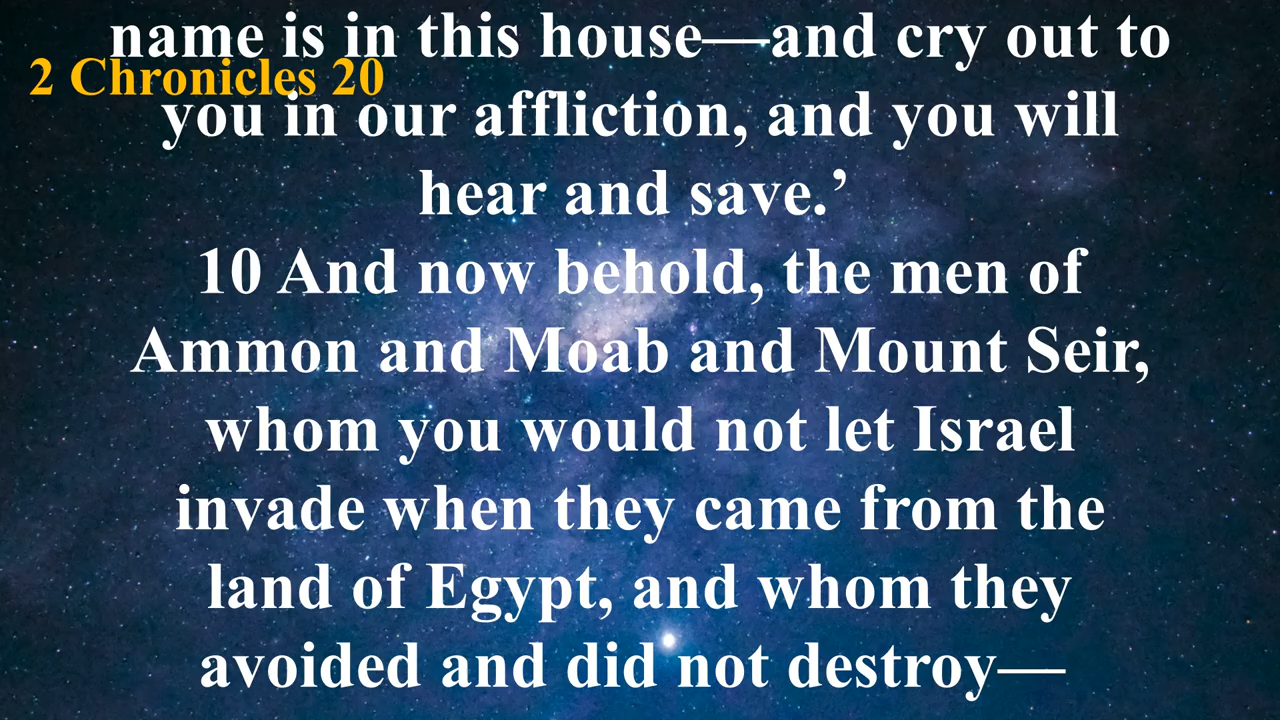 name is in this house—and cry out to
2 Chronicles 20
you in our affliction, and you will
hear and save.’
10 And now behold, the men of
Ammon and Moab and Mount Seir,
whom you would not let Israel
invade when they came from the
land of Egypt, and whom they
avoided and did not destroy—